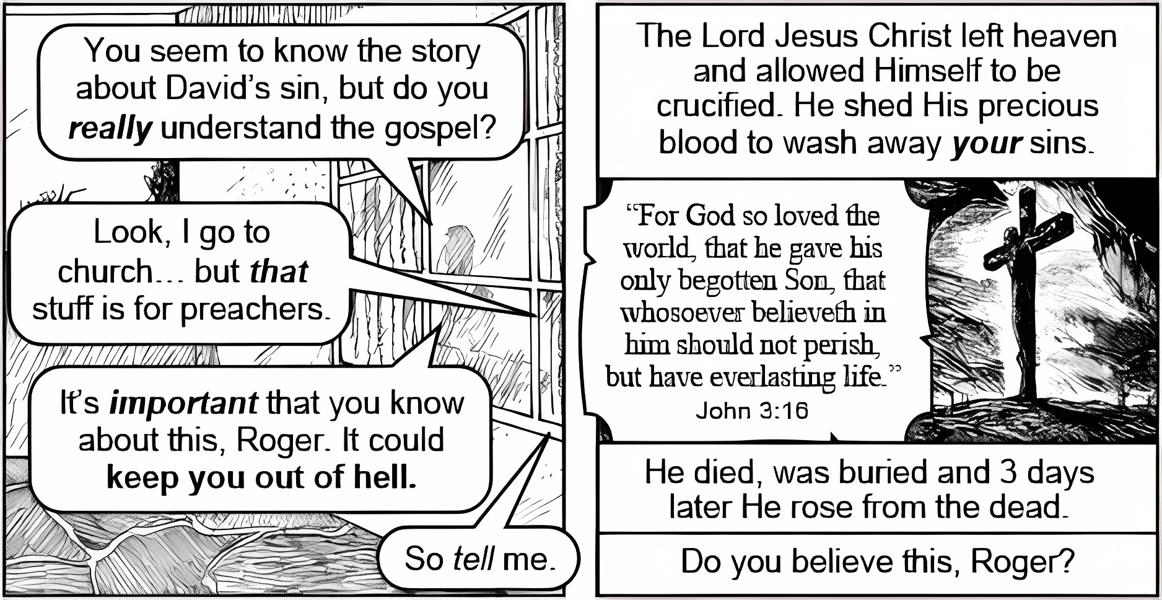 You seem to know the story
about David's sin, but do you
really understand the gospel?
Look, I go to
church... but that
stuff is for preachers.
It's important that you know
about this, Roger. It could
keep you out of hell.
So tell me.
The Lord Jesus Christ left heaven
and allowed Himself to be
crucified. He shed His precious
blood to wash away your sins.
“For God so loved the
world, that he gave his
only begotten Son, that
whosoever believeth in
him should not perish,
but have everlasting life.”
John 3:16
He died, was buried and 3 days
later He rose from the dead.
Do you believe this, Roger?